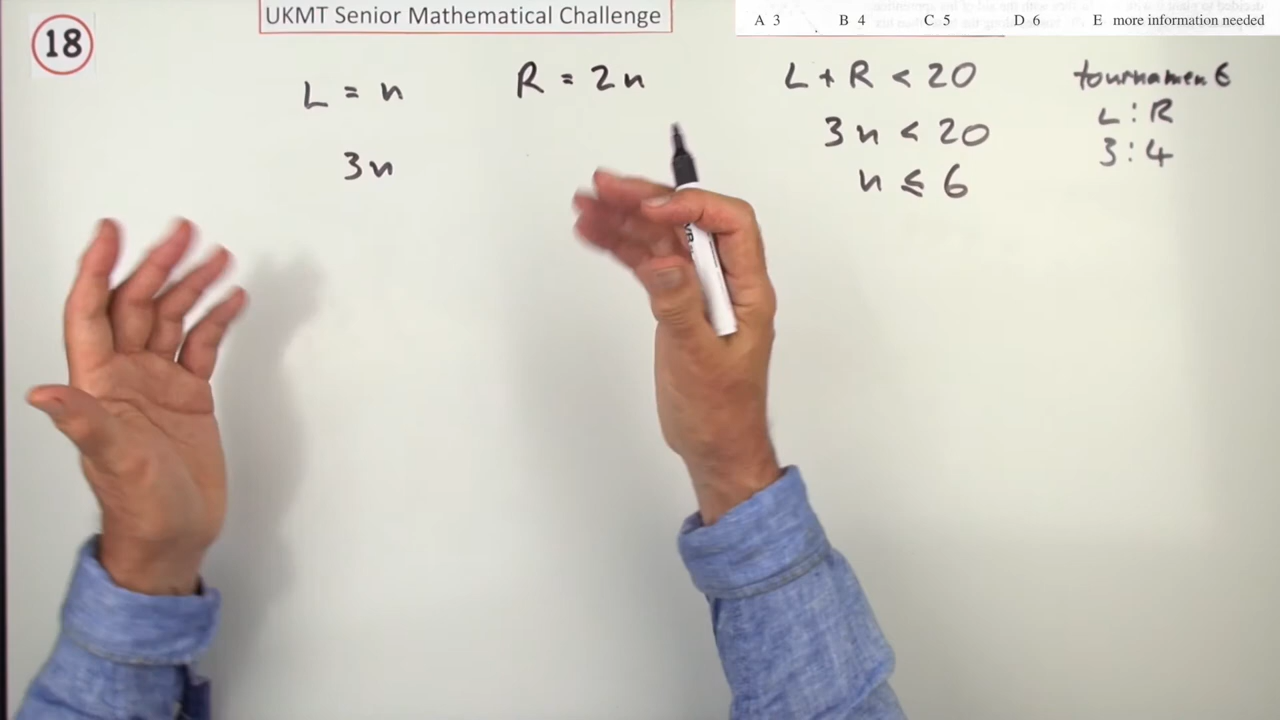 18
UKMT Senior Mathematical Challenge
A 3 B 4 C 5 D 6 E more information needed
L = n
3n
R = 2n
L + R < 20
3n < 20
n ≤ 6
tournament
L : R
3 : 4